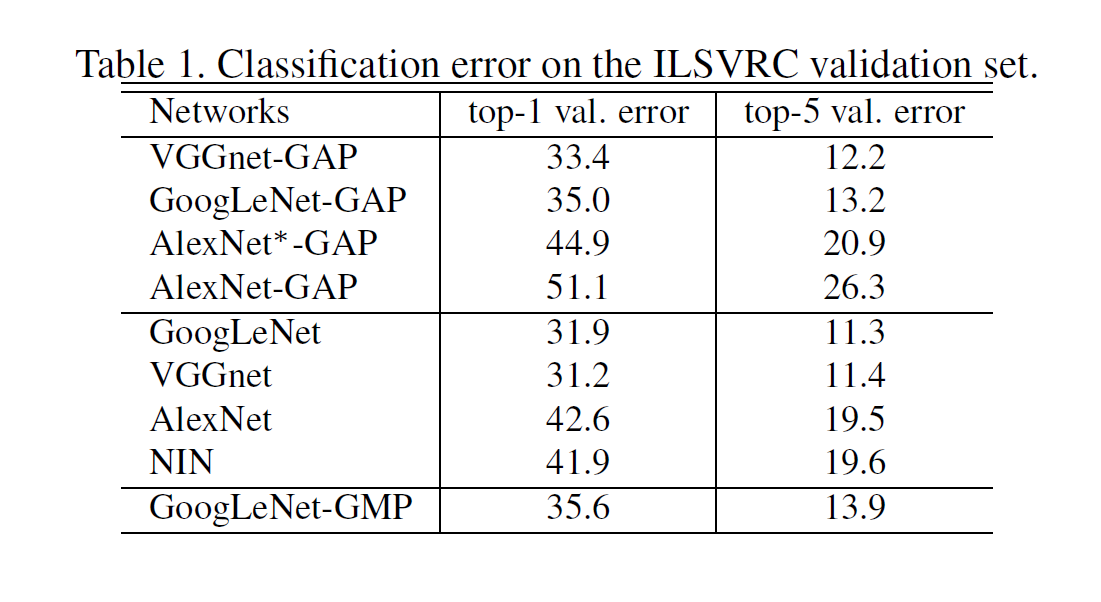 Table 1. Classification error on the ILSVRC validation set.
Networks top-1 val. error top-5 val. error
VGGnet-GAP 33.4 12.2
GoogLeNet-GAP 35.0 13.2
AlexNet*-GAP 44.9 20.9
AlexNet-GAP 51.1 26.3
GoogLeNet 31.9 11.3
VGGnet 31.2 11.4
AlexNet 42.6 19.5
NIN 41.9 19.6
GoogLeNet-GMP 35.6 13.9